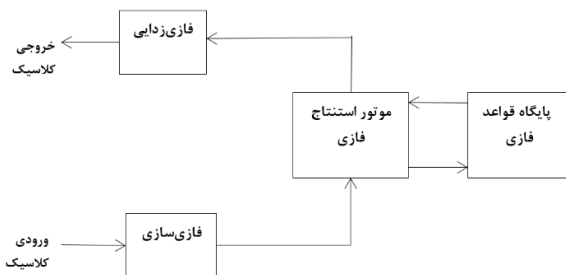 فازی‌زدایی
خروجی
کلاسیک
موتور استنتاج
فازی
پایگاه قواعد
فازی
فازی‌سازی
ورودی
کلاسیک